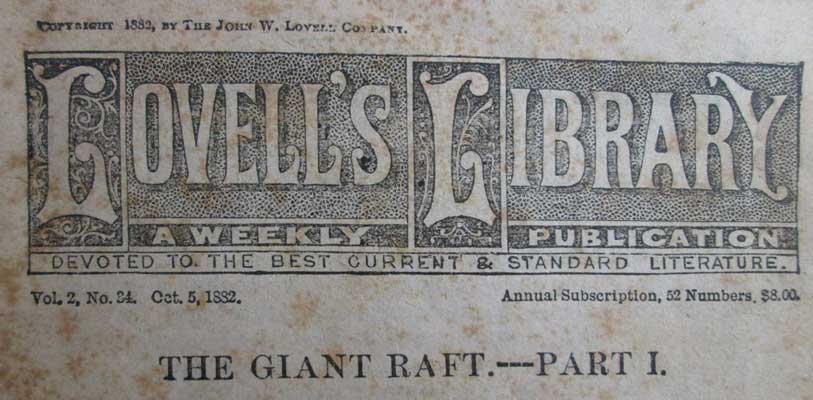 COPYRIGHT 1882, BY THE JOHN W. LOVELL COMPANY.
LOVELL'S LIBRARY
A WEEKLY PUBLICATION
DEVOTED TO THE BEST CURRENT & STANDARD LITERATURE.
Vol. 2, No. 34. Oct. 5, 1882. Annual Subscription, 52 Numbers, $8.00.
THE GIANT RAFT.---PART I.